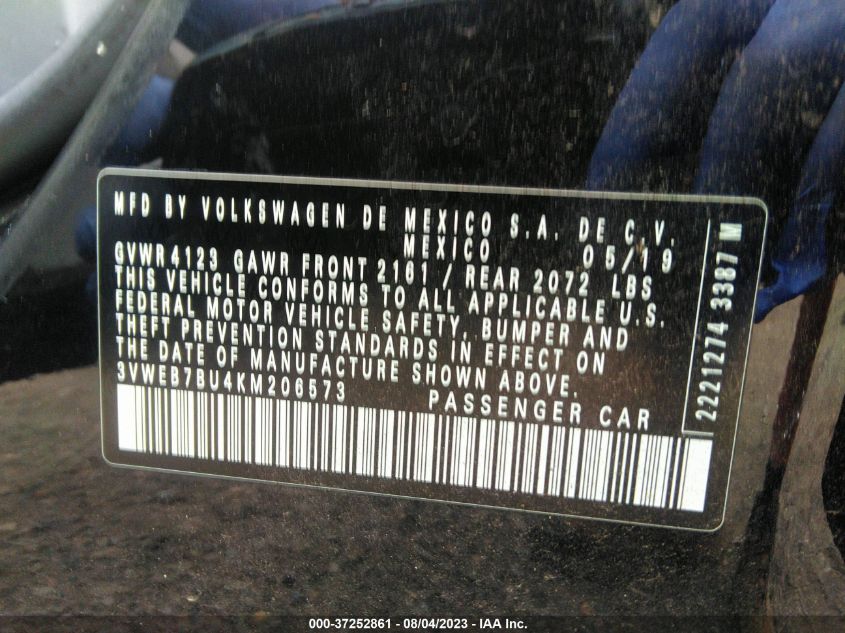 MFD BY VOLKSWAGEN DE MEXICO S.A. DE C.V.
MEXICO 05/19
GVWR 4123 GAWR FRONT 2161 / REAR 2072 LBS
THIS VEHICLE CONFORMS TO ALL APPLICABLE U.S.
FEDERAL MOTOR VEHICLE SAFETY, BUMPER AND
THEFT PREVENTION STANDARDS IN EFFECT ON
THE DATE OF MANUFACTURE SHOWN ABOVE.
3VWEB7BU4KM206573 PASSENGER CAR
2221274 3387 M
000-37252861 - 08/04/2023 - IAA Inc.